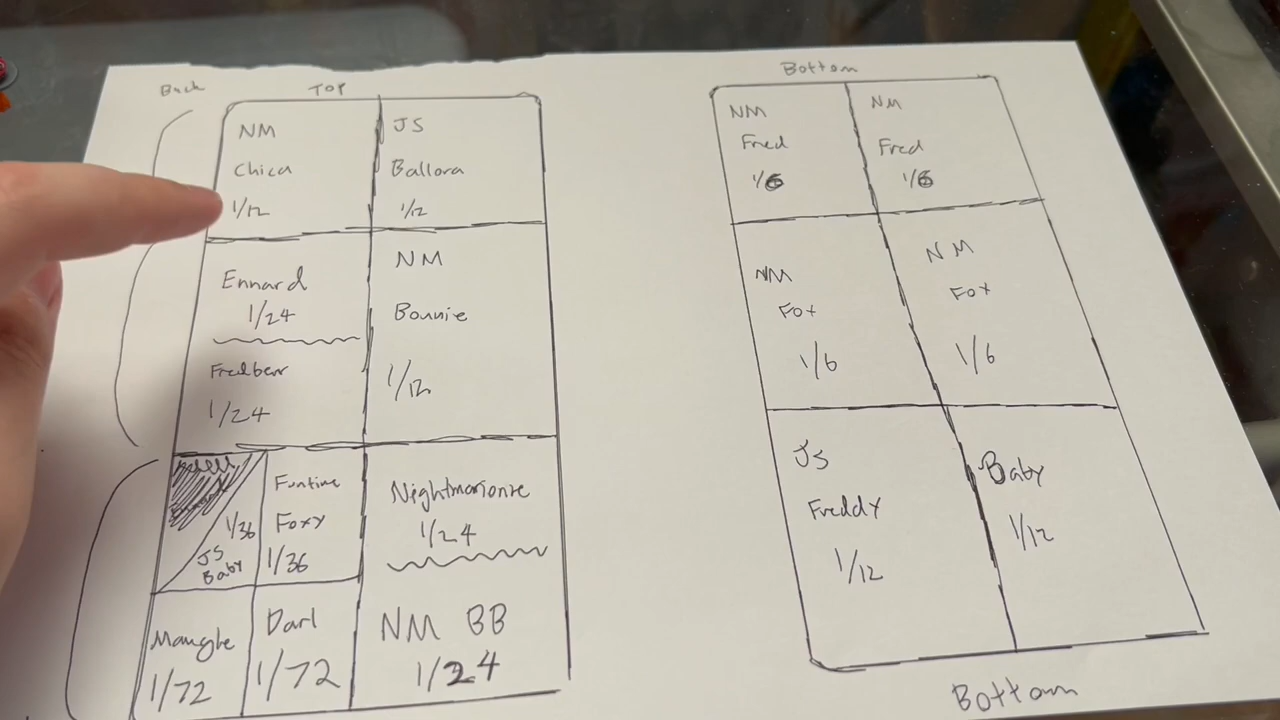 Back
TOP
NM
Chica
1/12
JS
Ballora
1/12
Ennard
1/24
Fredbear
1/24
NM
Bonnie
1/12
1/36
JS
Baby
Funtime
Foxy
1/36
Nightmarionne
1/24
Mangle
1/72
Darl
1/72
NM BB
1/24
Bottom
NM
Fred
1/6
NM
Fred
1/6
NM
Fox
1/6
NM
Fox
1/6
JS
Freddy
1/12
Baby
1/12
Bottom